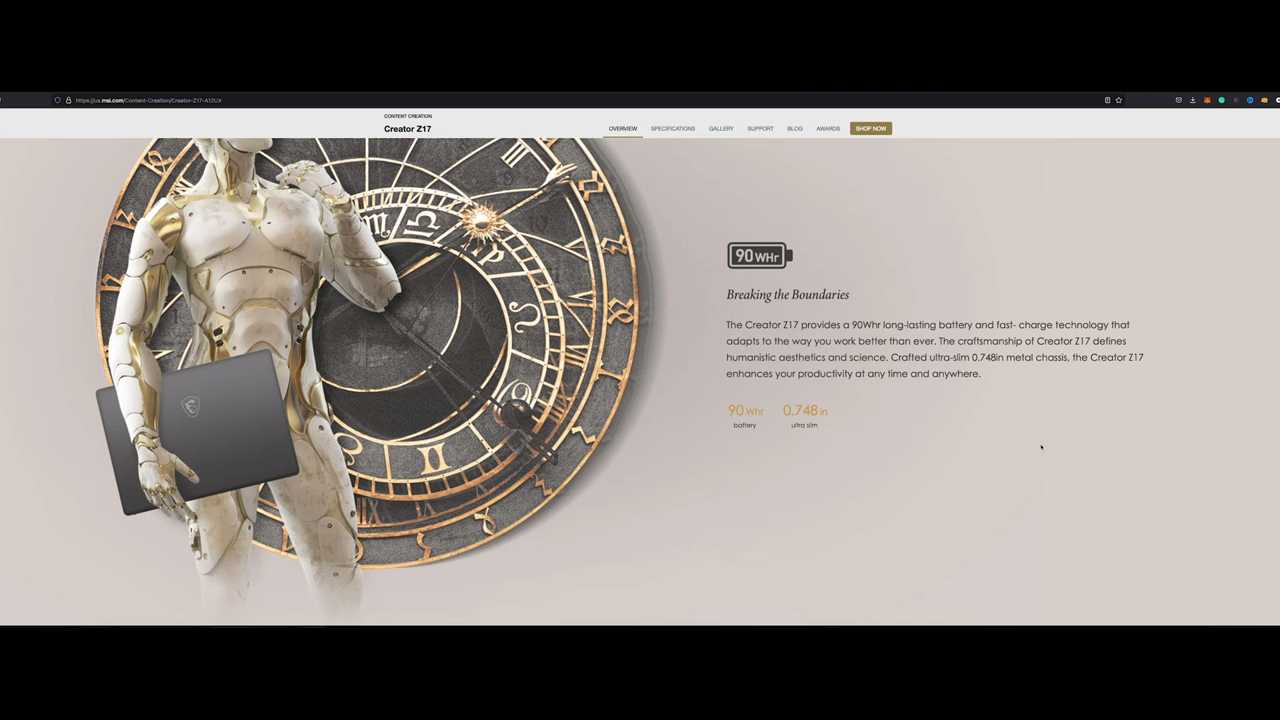 https://us.msi.com/Content-Creation/Creator-Z17-A12UX
CONTENT CREATION
Creator Z17
OVERVIEW
SPECIFICATIONS
GALLERY
SUPPORT
BLOG
AWARDS
SHOP NOW
90 WHr
Breaking the Boundaries
The Creator Z17 provides a 90Whr long-lasting battery and fast- charge technology that
adapts to the way you work better than ever. The craftsmanship of Creator Z17 defines
humanistic aesthetics and science. Crafted ultra-slim 0.748in metal chassis, the Creator Z17
enhances your productivity at any time and anywhere.
90 Whr
0.748 in
battery
ultra slim